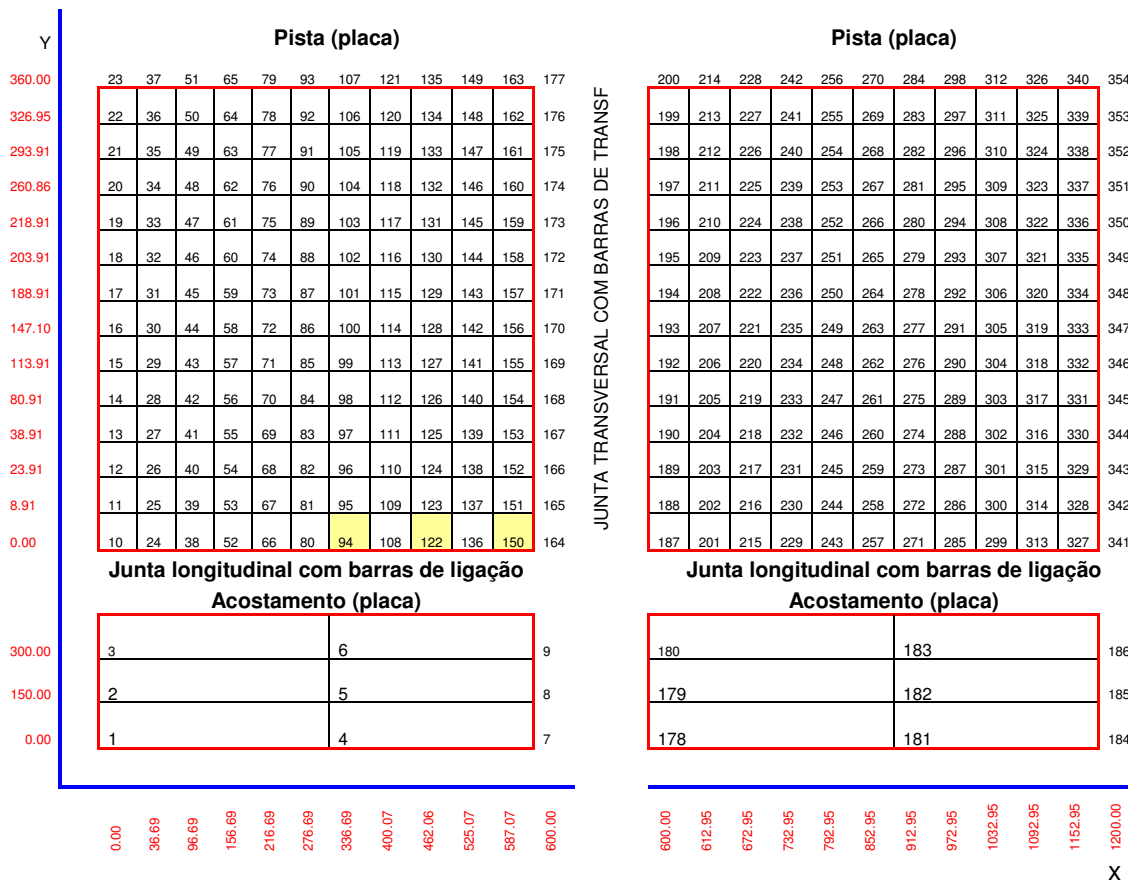 Y
Pista (placa) Pista (placa)
360.00 23 37 51 65 79 93 107 121 135 149 163 177 200 214 228 242 256 270 284 298 312 326 340 354
326.95 22 36 50 64 78 92 106 120 134 148 162 176 199 213 227 241 255 269 283 297 311 325 339 353
293.91 21 35 49 63 77 91 105 119 133 147 161 175 198 212 226 240 254 268 282 296 310 324 338 352
260.86 20 34 48 62 76 90 104 118 132 146 160 174 197 211 225 239 253 267 281 295 309 323 337 351
218.91 19 33 47 61 75 89 103 117 131 145 159 173 196 210 224 238 252 266 280 294 308 322 336 350
203.91 18 32 46 60 74 88 102 116 130 144 158 172 195 209 223 237 251 265 279 293 307 321 335 349
188.91 17 31 45 59 73 87 101 115 129 143 157 171 194 208 222 236 250 264 278 292 306 320 334 348
147.10 16 30 44 58 72 86 100 114 128 142 156 170 193 207 221 235 249 263 277 291 305 319 333 347
113.91 15 29 43 57 71 85 99 113 127 141 155 169 192 206 220 234 248 262 276 290 304 318 332 346
80.91 14 28 42 56 70 84 98 112 126 140 154 168 191 205 219 233 247 261 275 289 303 317 331 345
38.91 13 27 41 55 69 83 97 111 125 139 153 167 190 204 218 232 246 260 274 288 302 316 330 344
23.91 12 26 40 54 68 82 96 110 124 138 152 166 189 203 217 231 245 259 273 287 301 315 329 343
8.91 11 25 39 53 67 81 95 109 123 137 151 165 188 202 216 230 244 258 272 286 300 314 328 342
0.00 10 24 38 52 66 80 94 108 122 136 150 164 187 201 215 229 243 257 271 285 299 313 327 341
JUNTA TRANSVERSAL COM BARRAS DE TRANSF
Junta longitudinal com barras de ligação Junta longitudinal com barras de ligação
Acostamento (placa) Acostamento (placa)
300.00 3 6 9 180 183 186
150.00 2 5 8 179 182 185
0.00 1 4 7 178 181 184
0.00 36.69 96.69 156.69 216.69 276.69 336.69 400.07 462.06 525.07 587.07 600.00 600.00 612.95 672.95 732.95 792.95 852.95 912.95 972.95 1032.95 1092.95 1152.95 1200.00
X